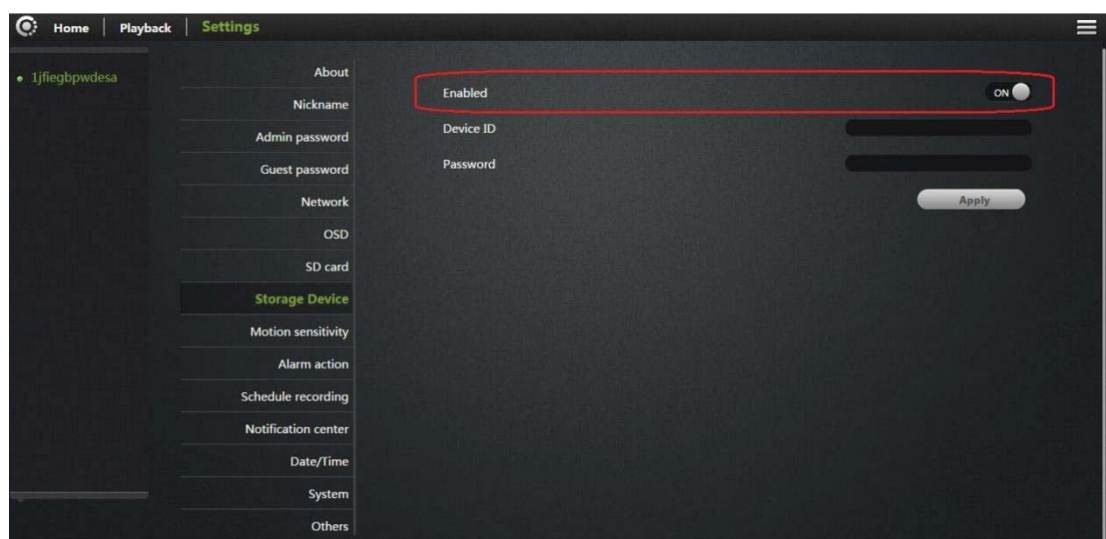 Home | Playback | Settings
1jfiegbpwdesa
About
Nickname
Admin password
Guest password
Network
OSD
SD card
Storage Device
Motion sensitivity
Alarm action
Schedule recording
Notification center
Date/Time
System
Others
Enabled ON
Device ID
Password
Apply